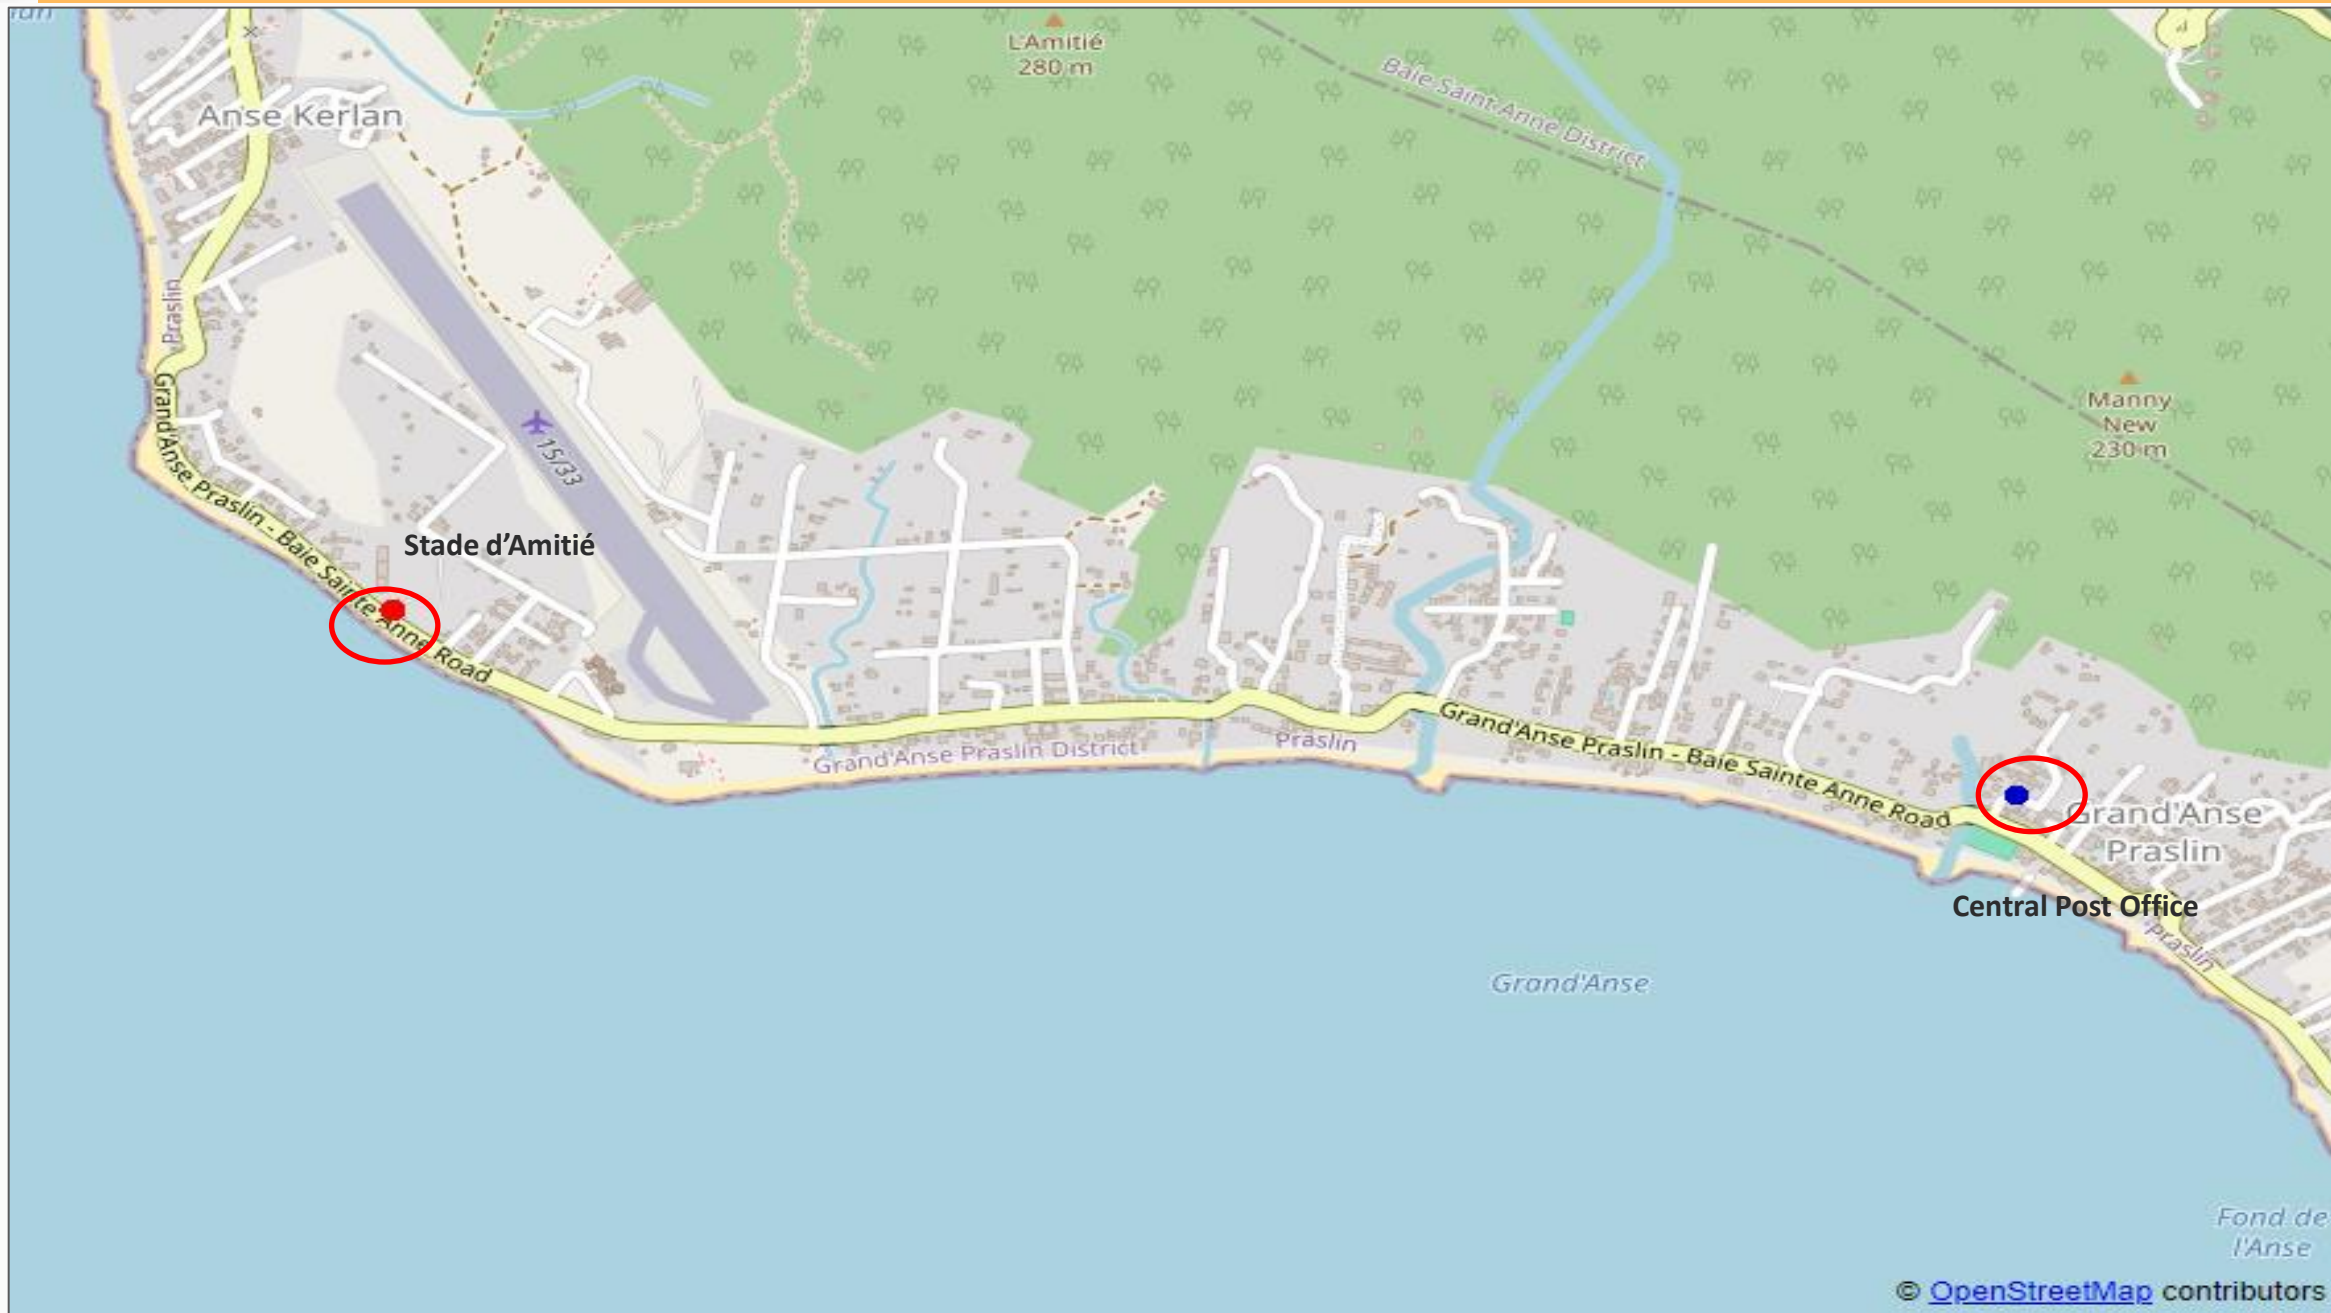 L'Amitié
280 m
Baie Saint Anne District
Anse Kerlan
Praslin
Grand'Anse Praslin - Baie Sainte Anne Road
15/33
Manny
New
230 m
Stade d'Amitié
Grand'Anse Praslin District
Praslin
Grand'Anse Praslin - Baie Sainte Anne Road
Grand'Anse
Praslin
Central Post Office
Praslin
Grand'Anse
Fond de
l'Anse
© OpenStreetMap contributors